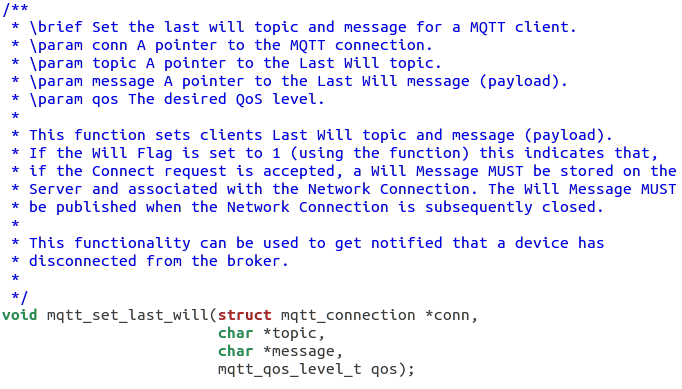 /**
 * \brief Set the last will topic and message for a MQTT client.
 * \param conn A pointer to the MQTT connection.
 * \param topic A pointer to the Last Will topic.
 * \param message A pointer to the Last Will message (payload).
 * \param qos The desired QoS level.
 *
 * This function sets clients Last Will topic and message (payload).
 * If the Will Flag is set to 1 (using the function) this indicates that,
 * if the Connect request is accepted, a Will Message MUST be stored on the
 * Server and associated with the Network Connection. The Will Message MUST
 * be published when the Network Connection is subsequently closed.
 *
 * This functionality can be used to get notified that a device has
 * disconnected from the broker.
 *
 */
void mqtt_set_last_will(struct mqtt_connection *conn,
                        char *topic,
                        char *message,
                        mqtt_qos_level_t qos);